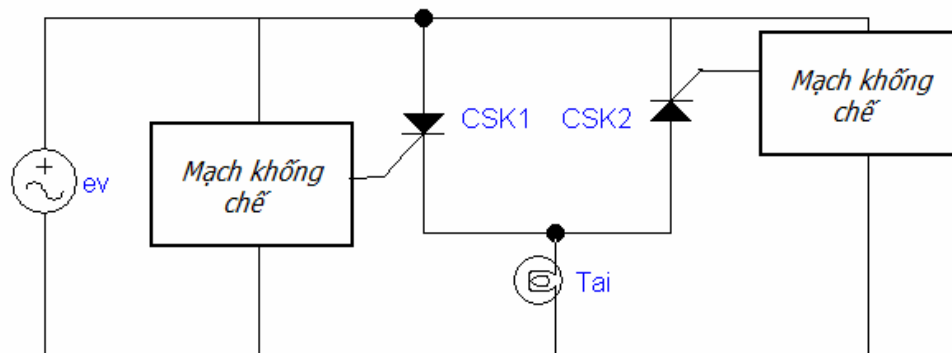 Mạch khống
chế
CSK1
CSK2
Mạch khống
chế
ev
Tai